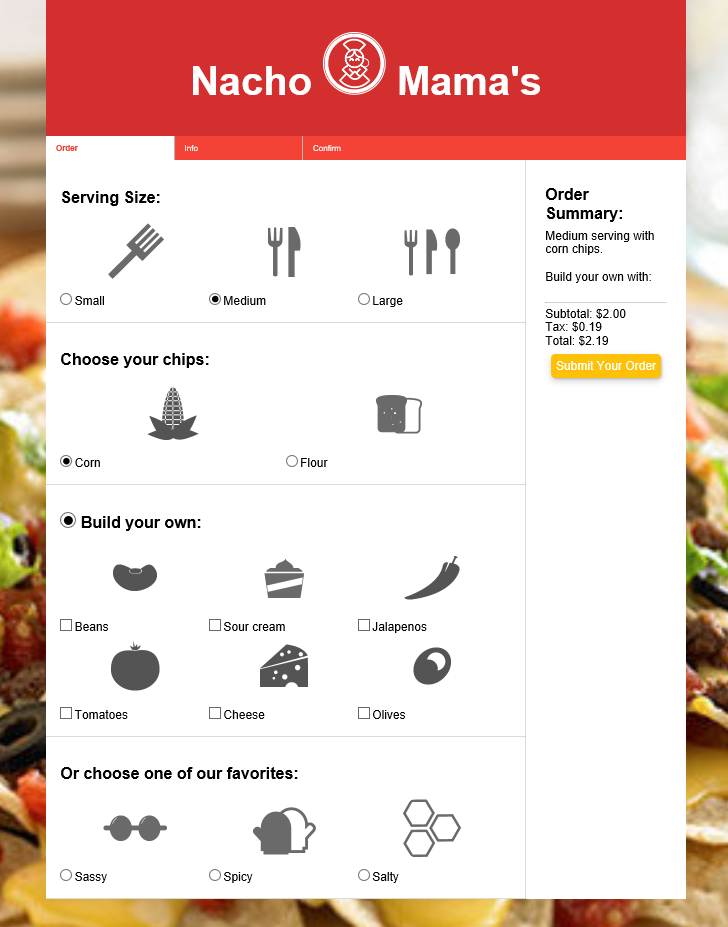 Nacho Mama's
Order
Info
Confirm
Serving Size:
Small
Medium
Large
Choose your chips:
Corn
Flour
Build your own:
Beans
Sour cream
Jalapenos
Tomatoes
Cheese
Olives
Or choose one of our favorites:
Sassy
Spicy
Salty
Order
Summary:
Medium serving with
corn chips.
Build your own with:
Subtotal: $2.00
Tax: $0.19
Total: $2.19
Submit Your Order